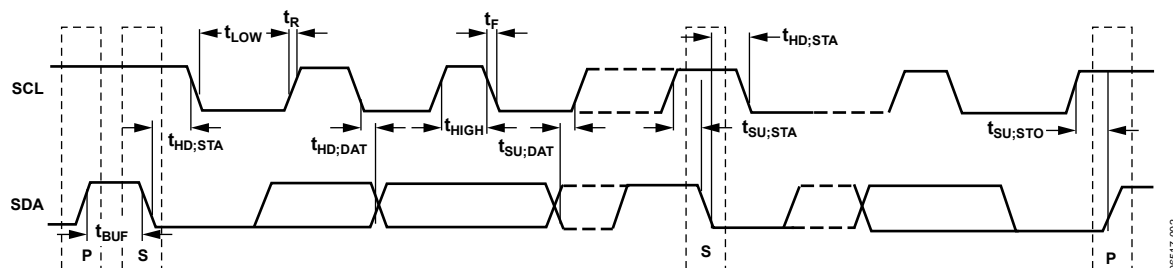 tLOW
tR
tF
tHD;STA
SCL
tHD;STA
tHD;DAT
tHIGH
tSU;DAT
tSU;STA
tSU;STO
SDA
tBUF
P
S
S
P